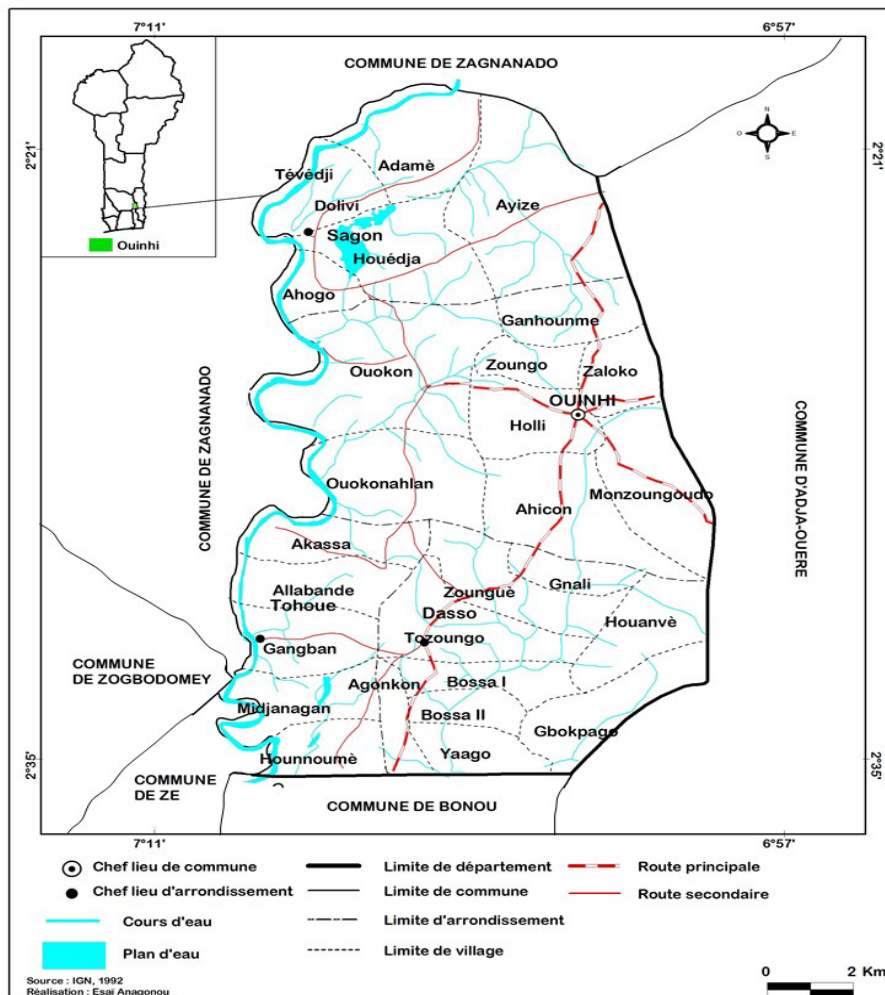 7°11' 6°57'
COMMUNE DE ZAGNANADO
N
O E
S
2°21' 2°21'
Tévédji
Adamè
Dolivi
Ayize
Sagon
Houédja
Ouinhi
Ahogo
Ganhounme
Ouokon
Zoungo
Zaloko
OUINHI
Holli
COMMUNE DE ZAGNANADO
COMMUNE D'ADJA-OUERE
Ouokonahlan
Monzoungoudo
Ahicon
Akassa
Gnali
Allabande
Zounguè
Tohoue
Dasso
Houanvè
Tozoungo
Gangban
COMMUNE
DE ZOGBODOMEY
Agonkon
Bossa I
Midjanagan
Bossa II
Gbokpago
Hounnoumè
Yaago
2°35' 2°35'
COMMUNE
DE ZE
COMMUNE DE BONOU
7°11' 6°57'
Chef lieu de commune
Limite de département
Route principale
Chef lieu d'arrondissement
Limite de commune
Route secondaire
Cours d'eau
Limite d'arrondissement
Plan d'eau
Limite de village
Source : IGN, 1992
Réalisation : Esaï Anagonou
0 2 Km